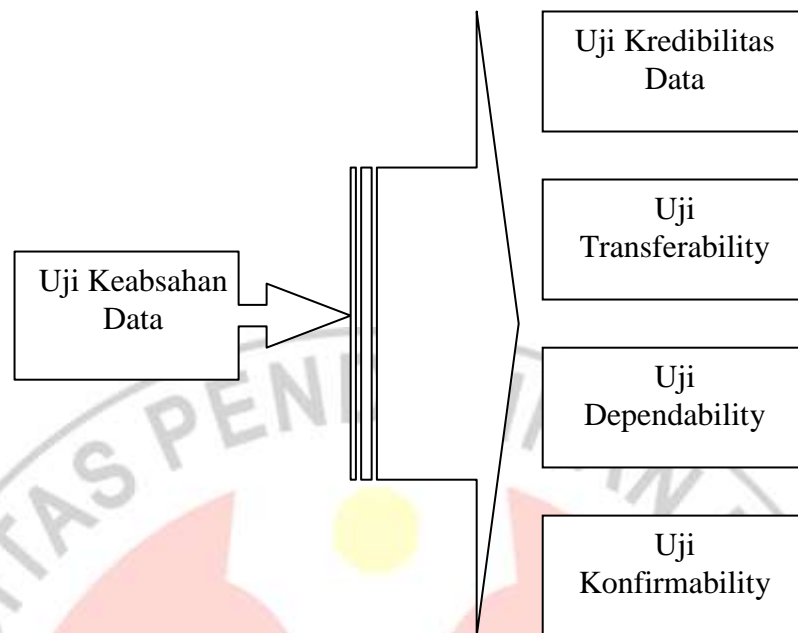 Uji Kredibilitas
Data
Uji
Transferability
Uji Keabsahan
Data
Uji
Dependability
Uji
Konfirmability